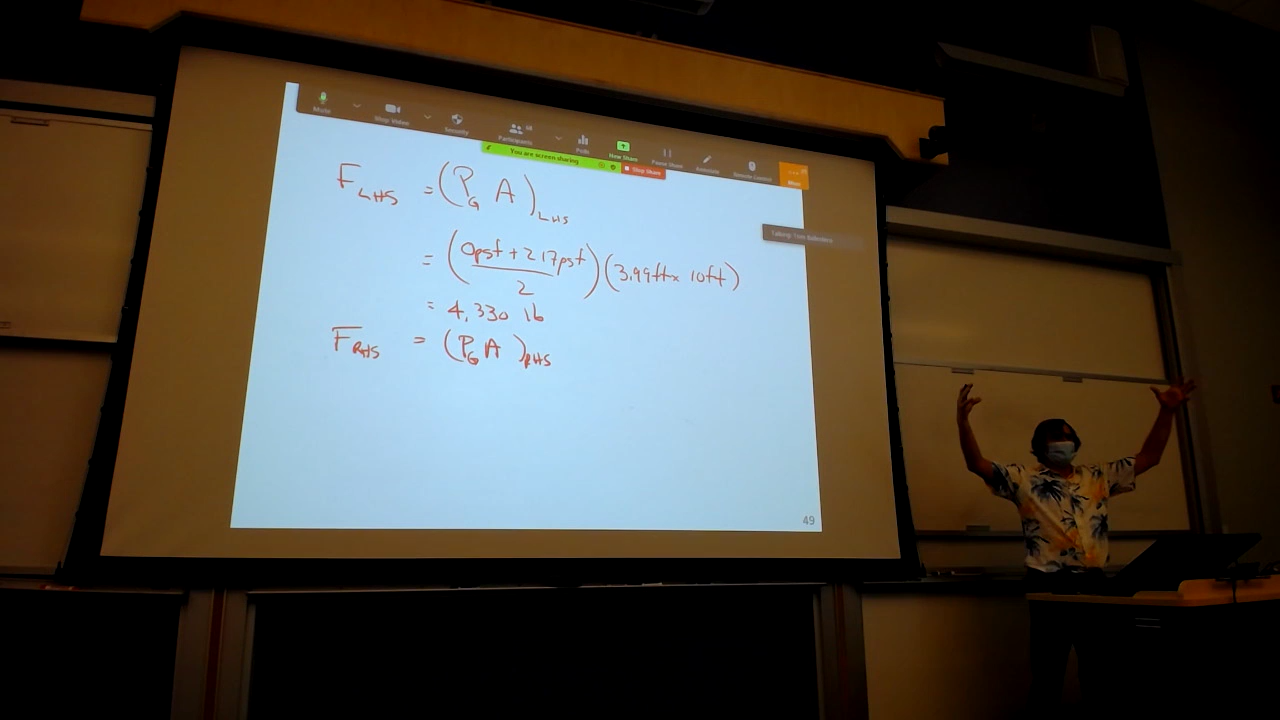 Mute
Stop Video
Security
Participants
Polls
New Share
Pause Share
Annotate
Remote Control
More
You are screen sharing
Stop Share
F_LHS = (P_G A)_LHS
= (0psf + 217psf / 2)(3.99ft x 10ft)
= 4,330 lb
F_RHS = (P_G A)_RHS
49